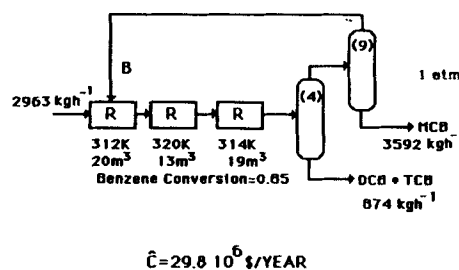 (9)
B
1 atm
2963 kgh⁻¹
R R R
(4)
312K 320K 314K
20m³ 13m³ 19m³
MCB
3592 kgh⁻
Benzene Conversion=0.85
DCB + TCB
874 kgh⁻¹
Ĉ=29.8 10⁶ $/YEAR